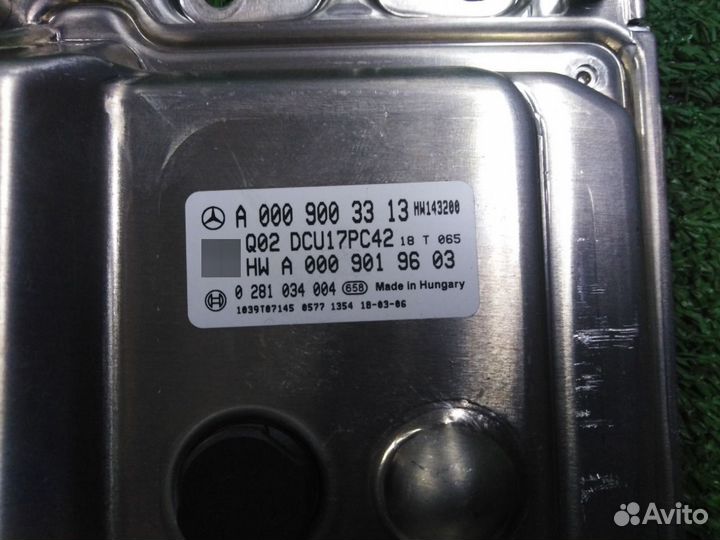 A 000 900 33 13 HW143200
Q02 DCU17PC42 18 T 065
HW A 000 901 96 03
0 281 034 004 658 Made in Hungary
1039T07145 0577 1354 18-03-06
Avito